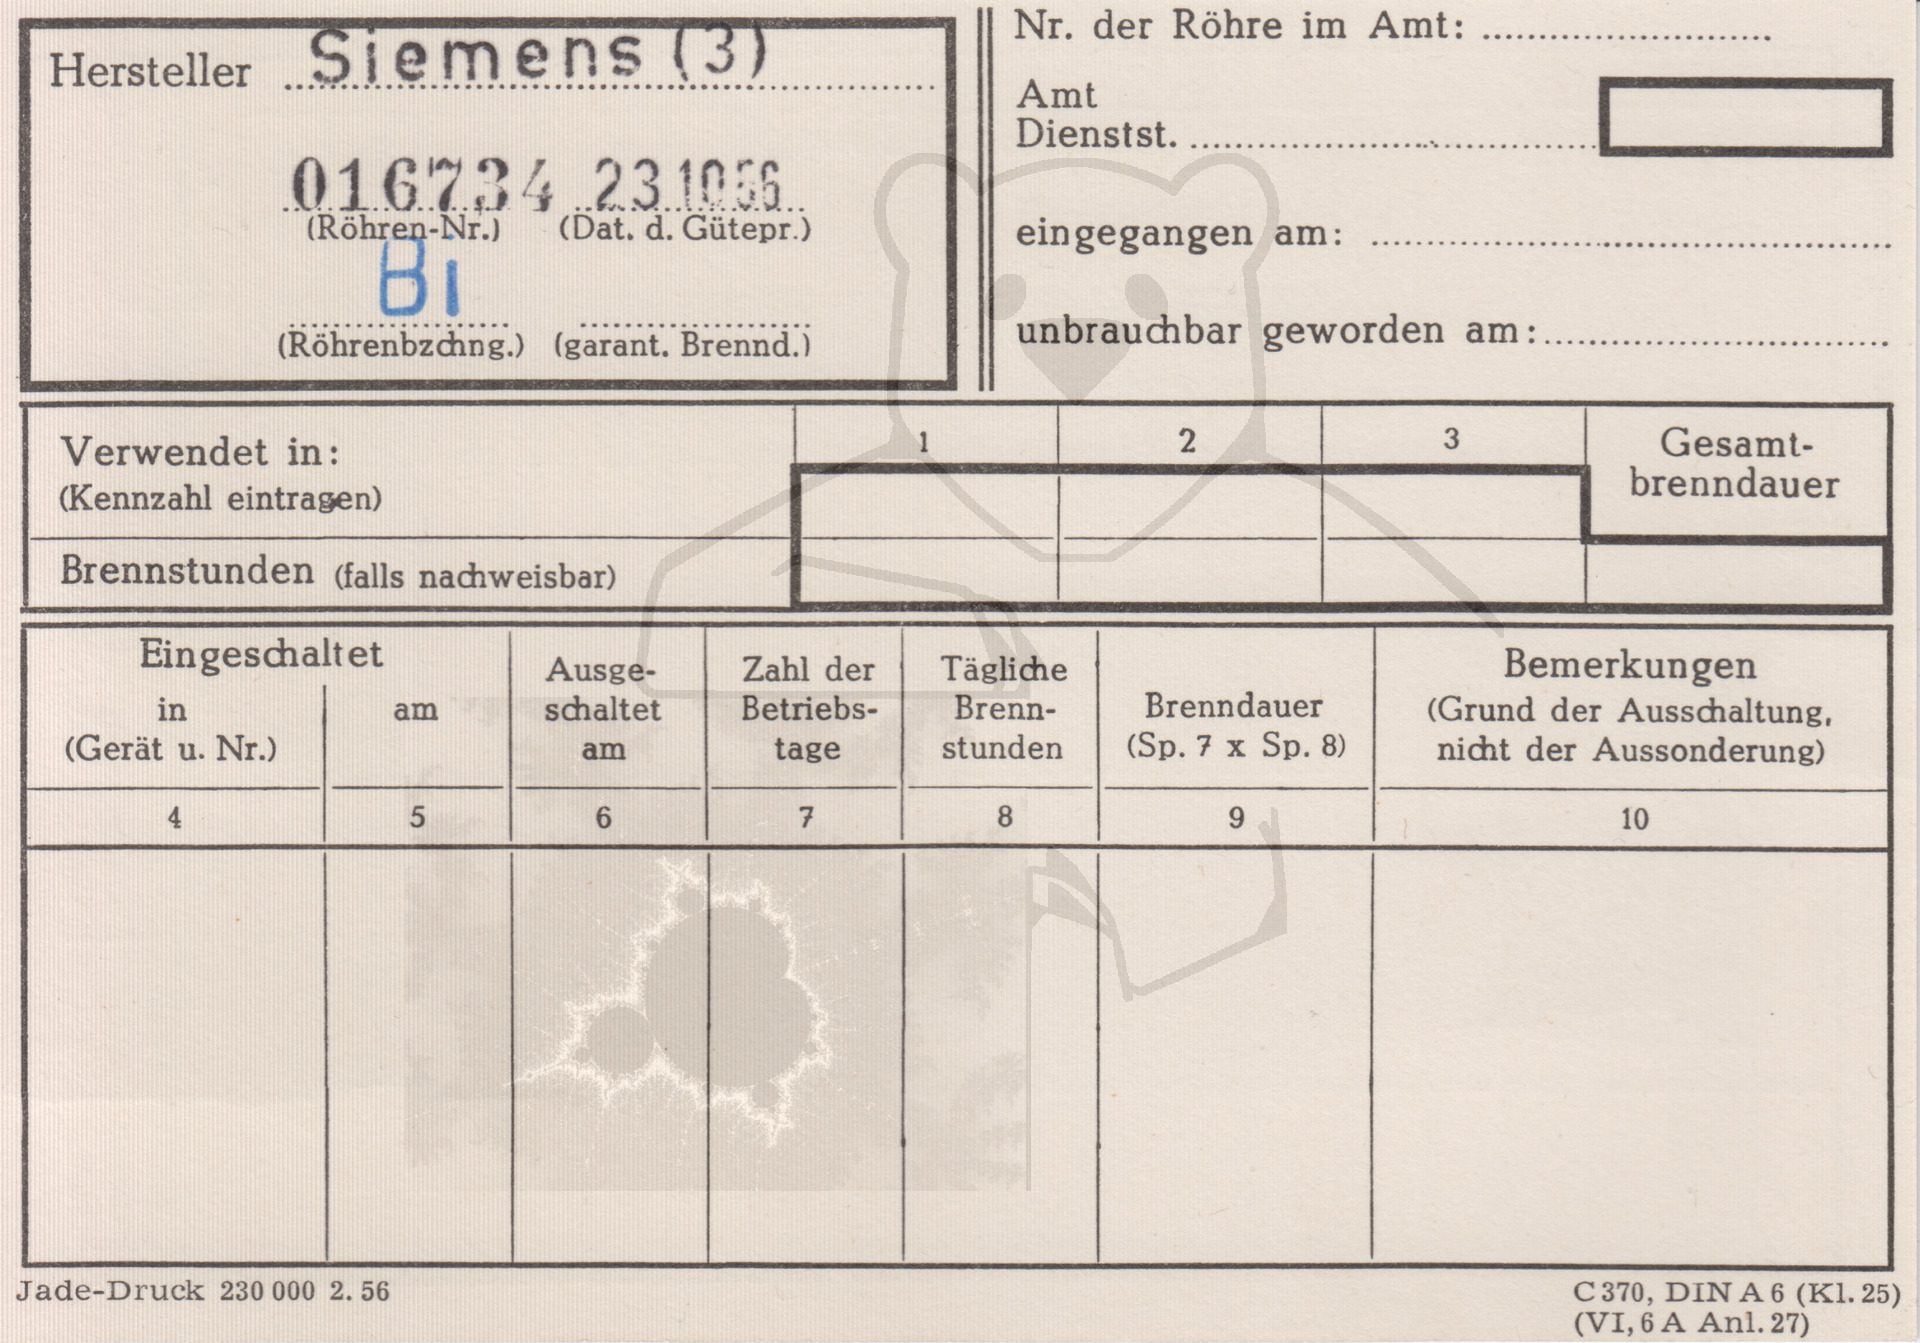 Hersteller Siemens (3)
016734 23 10 56
(Röhren-Nr.) (Dat. d. Gütepr.)
Bi
(Röhrenbzchng.) (garant. Brennd.)
Nr. der Röhre im Amt:
Amt
Dienstst.
eingegangen am:
unbrauchbar geworden am:
Verwendet in:
(Kennzahl eintragen)
1 2 3
Gesamt-
brenndauer
Brennstunden (falls nachweisbar)
Eingeschaltet
in
(Gerät u. Nr.)
am
Ausge-
schaltet
am
Zahl der
Betriebs-
tage
Tägliche
Brenn-
stunden
Brenndauer
(Sp. 7 x Sp. 8)
Bemerkungen
(Grund der Ausschaltung,
nicht der Aussonderung)
4 5 6 7 8 9 10
Jade-Druck 230 000 2. 56
C 370, DIN A 6 (Kl. 25)
(VI, 6 A Anl. 27)